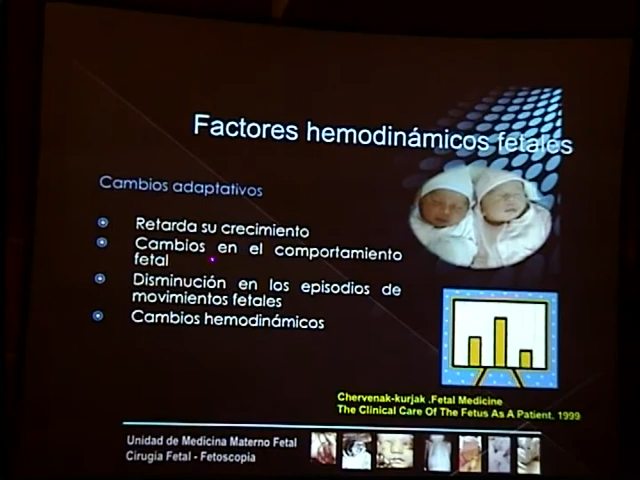 Factores hemodinámicos fetales
Cambios adaptativos
Retarda su crecimiento
Cambios en el comportamiento
fetal
Disminución en los episodios de
movimientos fetales
Cambios hemodinámicos
Chervenak-kurjak .Fetal Medicine
The Clinical Care Of The Fetus As A Patient. 1999
Unidad de Medicina Materno Fetal
Cirugía Fetal - Fetoscopia